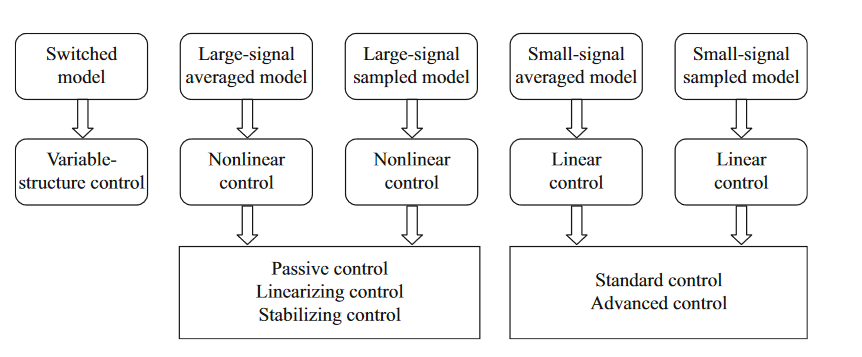 Switched
model
Large-signal
averaged model
Large-signal
sampled model
Small-signal
averaged model
Small-signal
sampled model
Variable-
structure control
Nonlinear
control
Nonlinear
control
Linear
control
Linear
control
Passive control
Linearizing control
Stabilizing control
Standard control
Advanced control